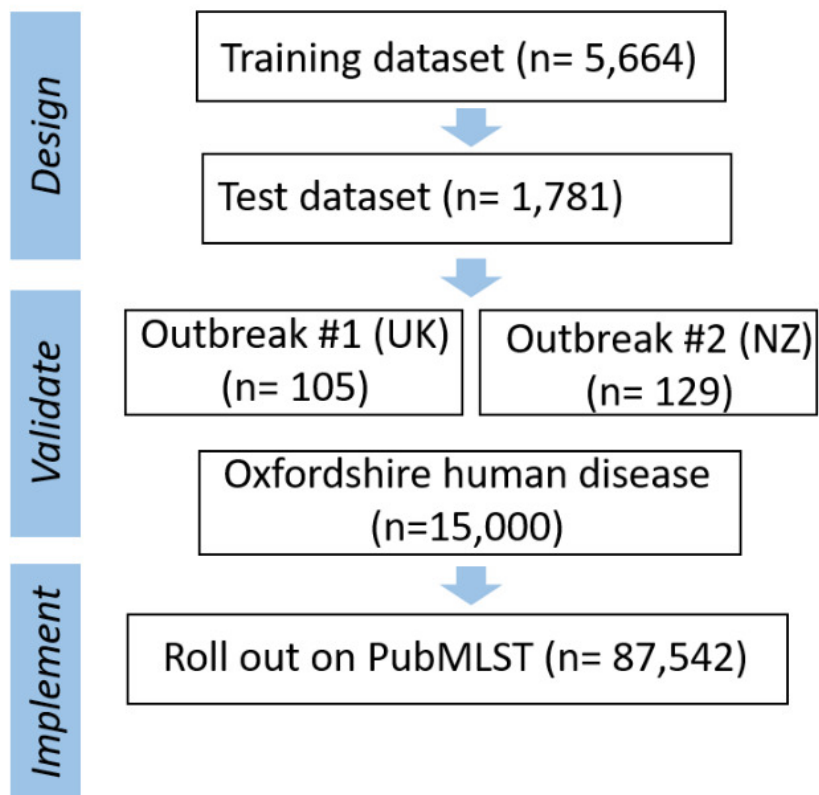 Design
Training dataset (n= 5,664)
Test dataset (n= 1,781)
Validate
Outbreak #1 (UK)
(n= 105)
Outbreak #2 (NZ)
(n= 129)
Oxfordshire human disease
(n=15,000)
Implement
Roll out on PubMLST (n= 87,542)